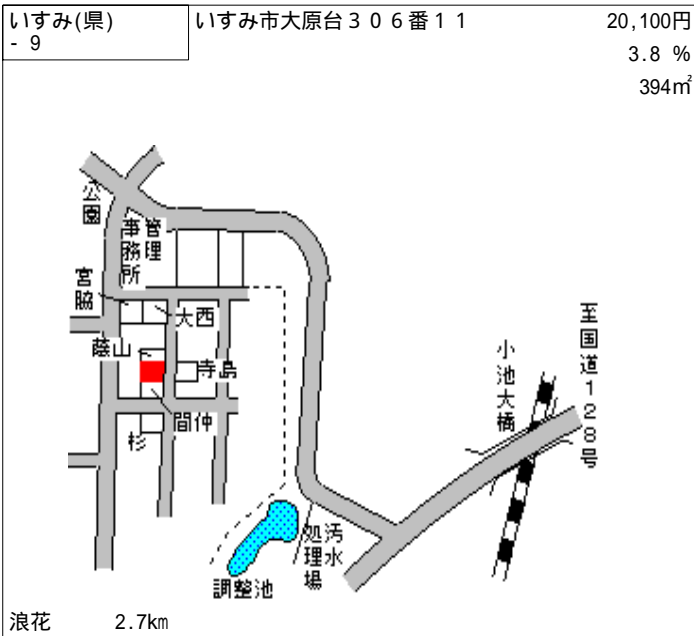 いすみ(県)
- 9
いすみ市大原台３０６番１１
20,100円
3.8 %
394㎡
公園
管理事務所
宮脇
大西
蔭山
寺島
間仲
杉
小池大橋
至国道128号
汚水処理場
調整池
浪花 2.7km